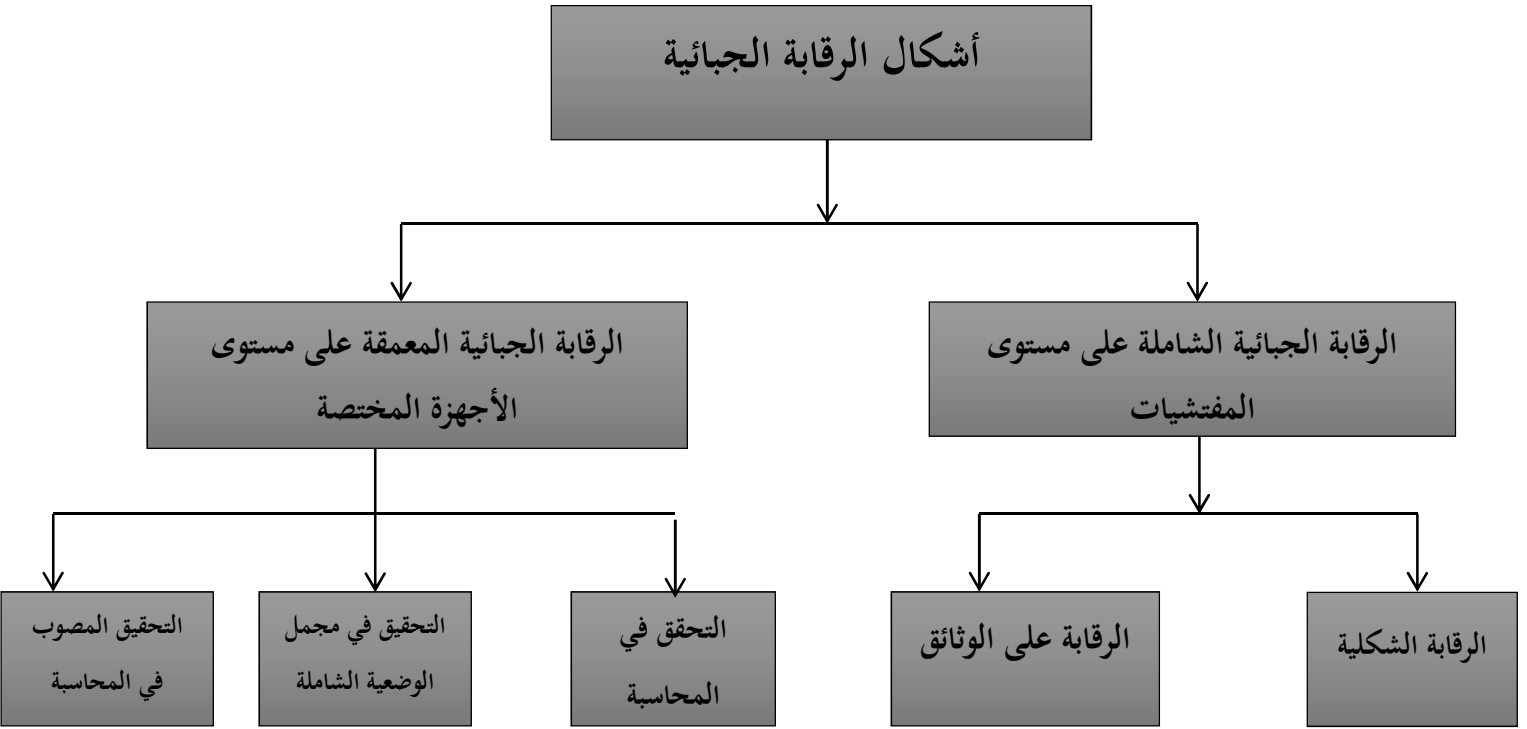 أشكال الرقابة الجبائية
الرقابة الجبائية الشاملة على مستوى
المفتشيات
الرقابة الجبائية المعمقة على مستوى
الأجهزة المختصة
الرقابة الشكلية
الرقابة على الوثائق
التحقق في
المحاسبة
التحقيق في مجمل
الوضعية الشاملة
التحقيق المصوب
في المحاسبة